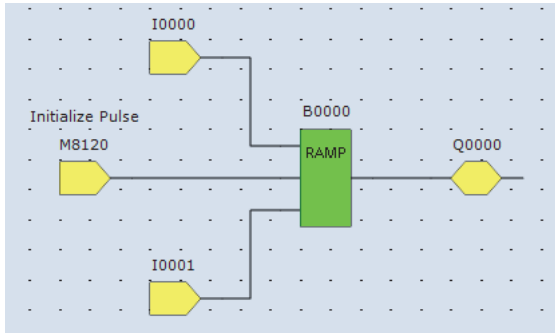 I0000
Initialize Pulse
B0000
M8120
RAMP
Q0000
I0001